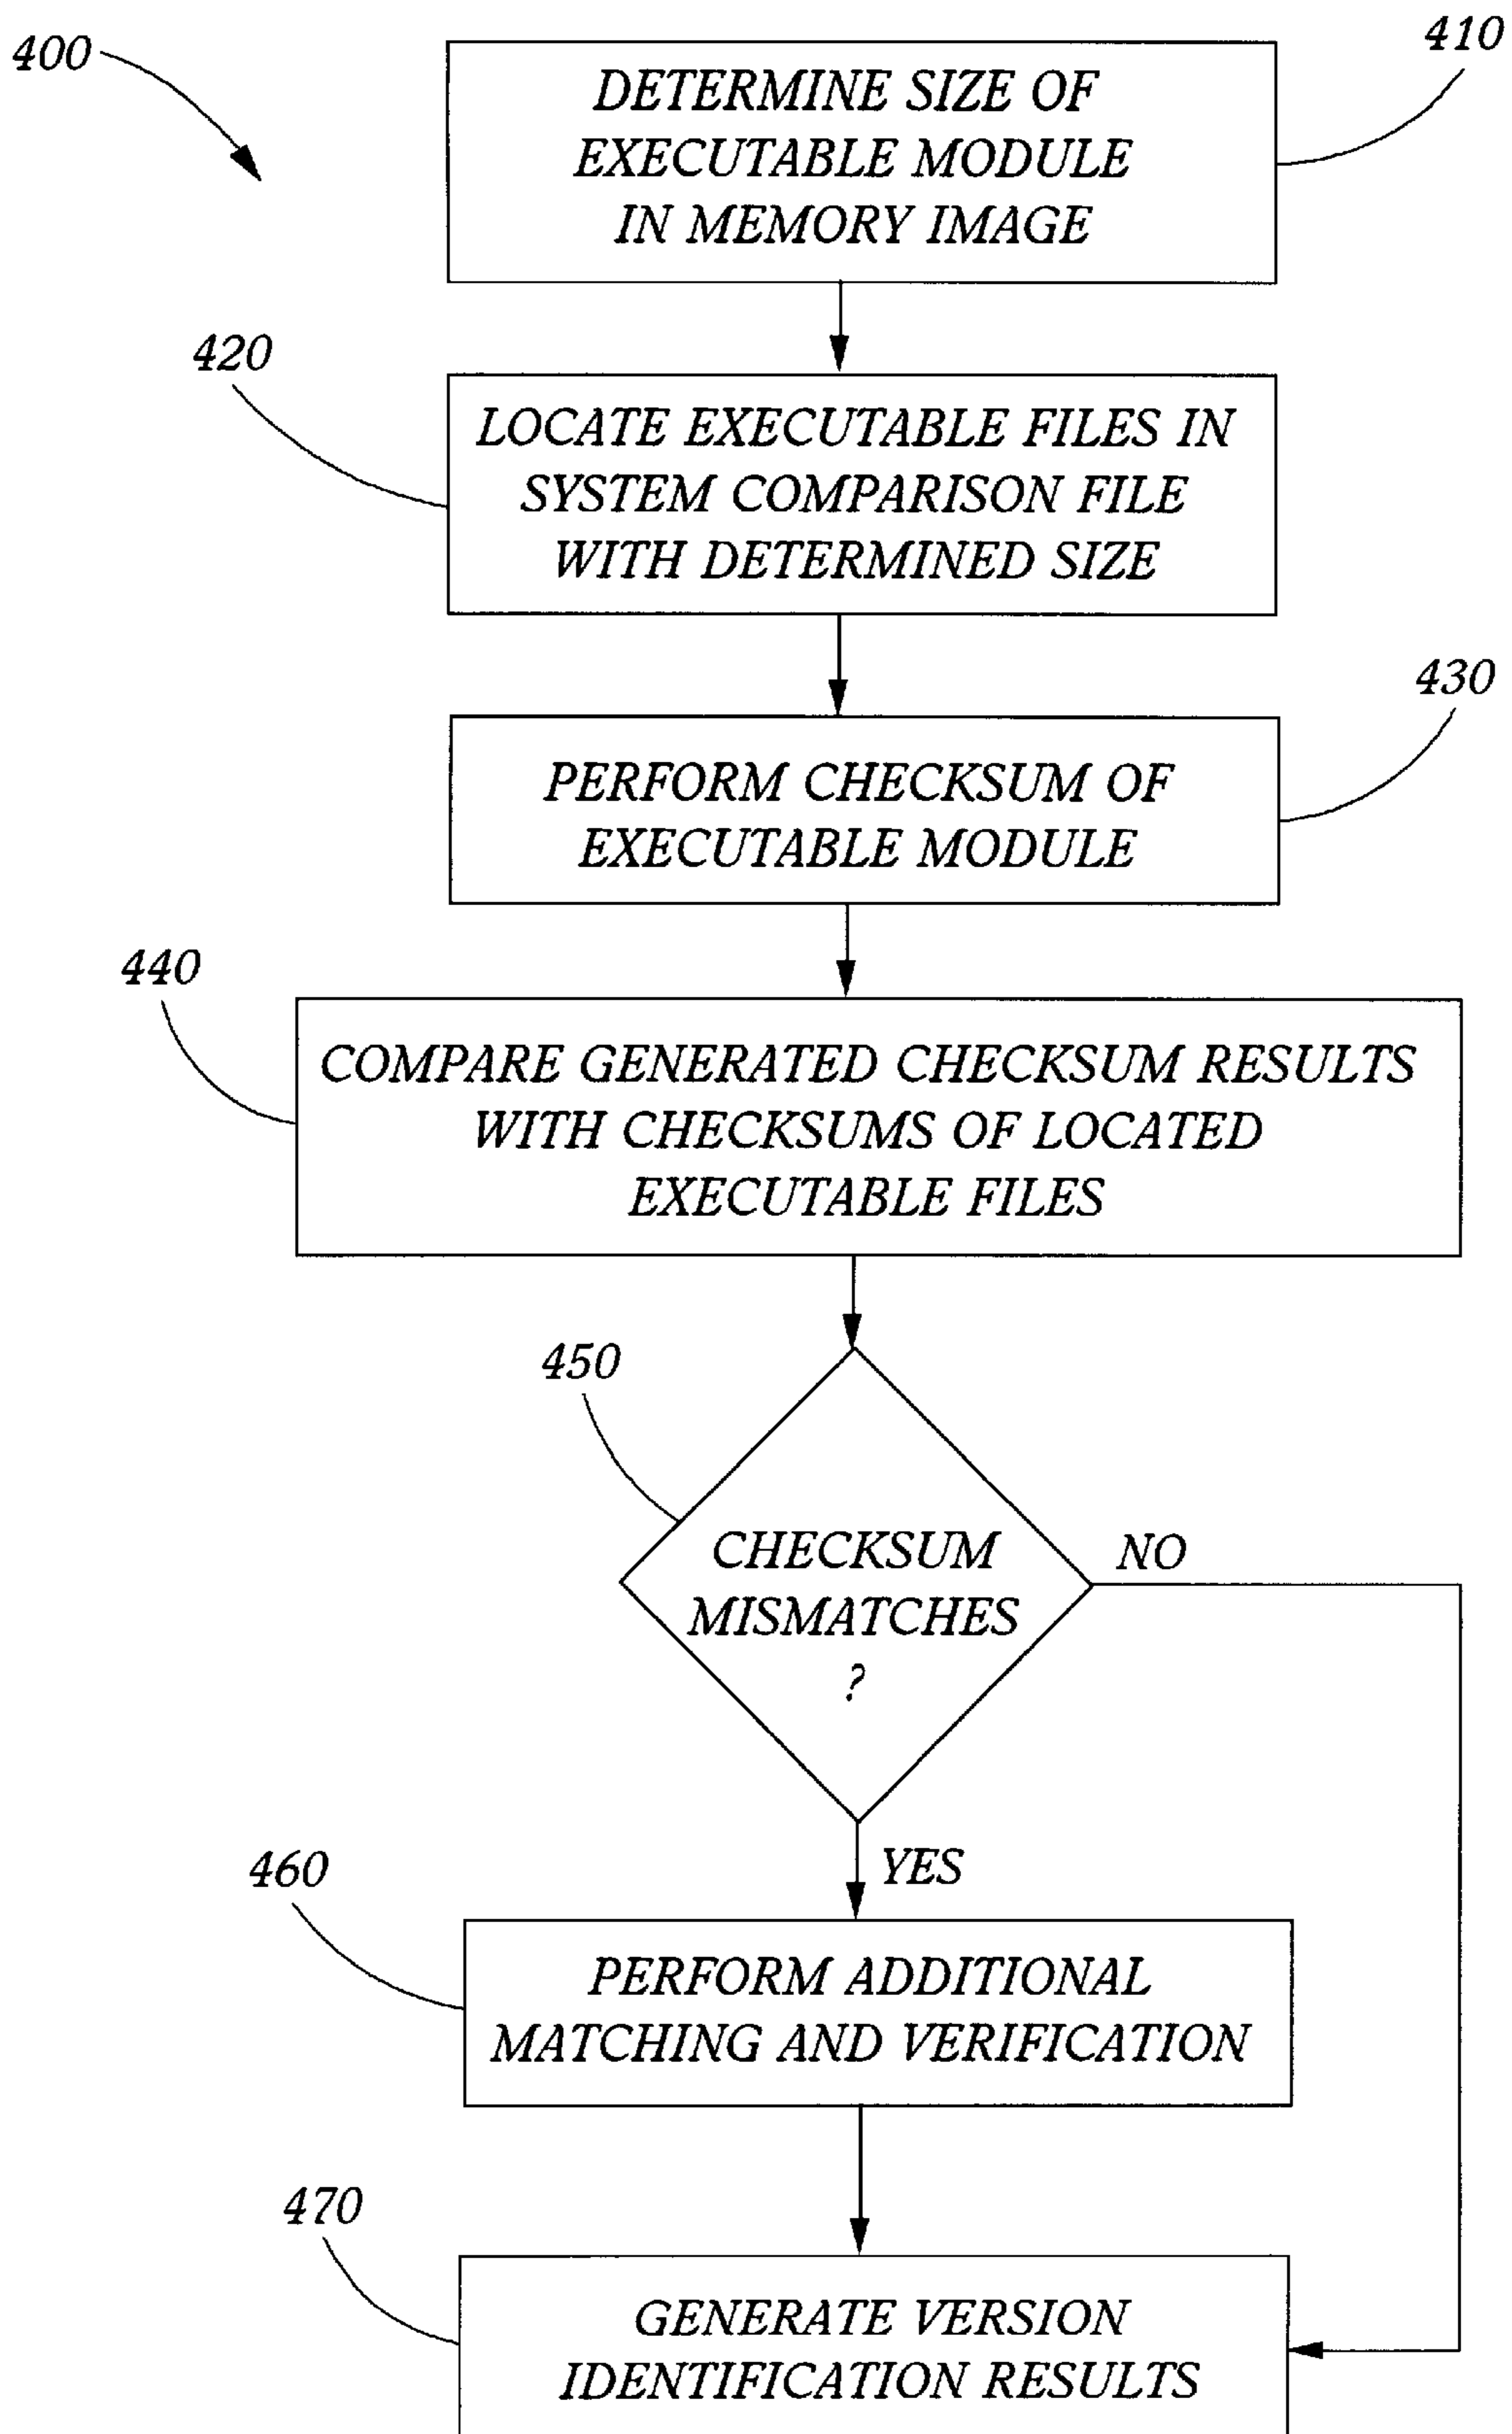 400
410
DETERMINE SIZE OF
EXECUTABLE MODULE
IN MEMORY IMAGE
420
LOCATE EXECUTABLE FILES IN
SYSTEM COMPARISON FILE
WITH DETERMINED SIZE
430
PERFORM CHECKSUM OF
EXECUTABLE MODULE
440
COMPARE GENERATED CHECKSUM RESULTS
WITH CHECKSUMS OF LOCATED
EXECUTABLE FILES
450
CHECKSUM
MISMATCHES
?
NO
YES
460
PERFORM ADDITIONAL
MATCHING AND VERIFICATION
470
GENERATE VERSION
IDENTIFICATION RESULTS